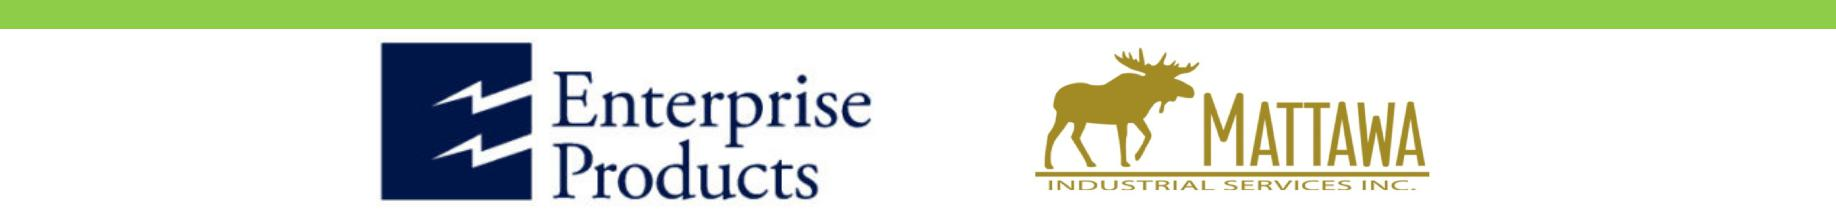 Enterprise
Products
MATTAWA
INDUSTRIAL SERVICES INC.